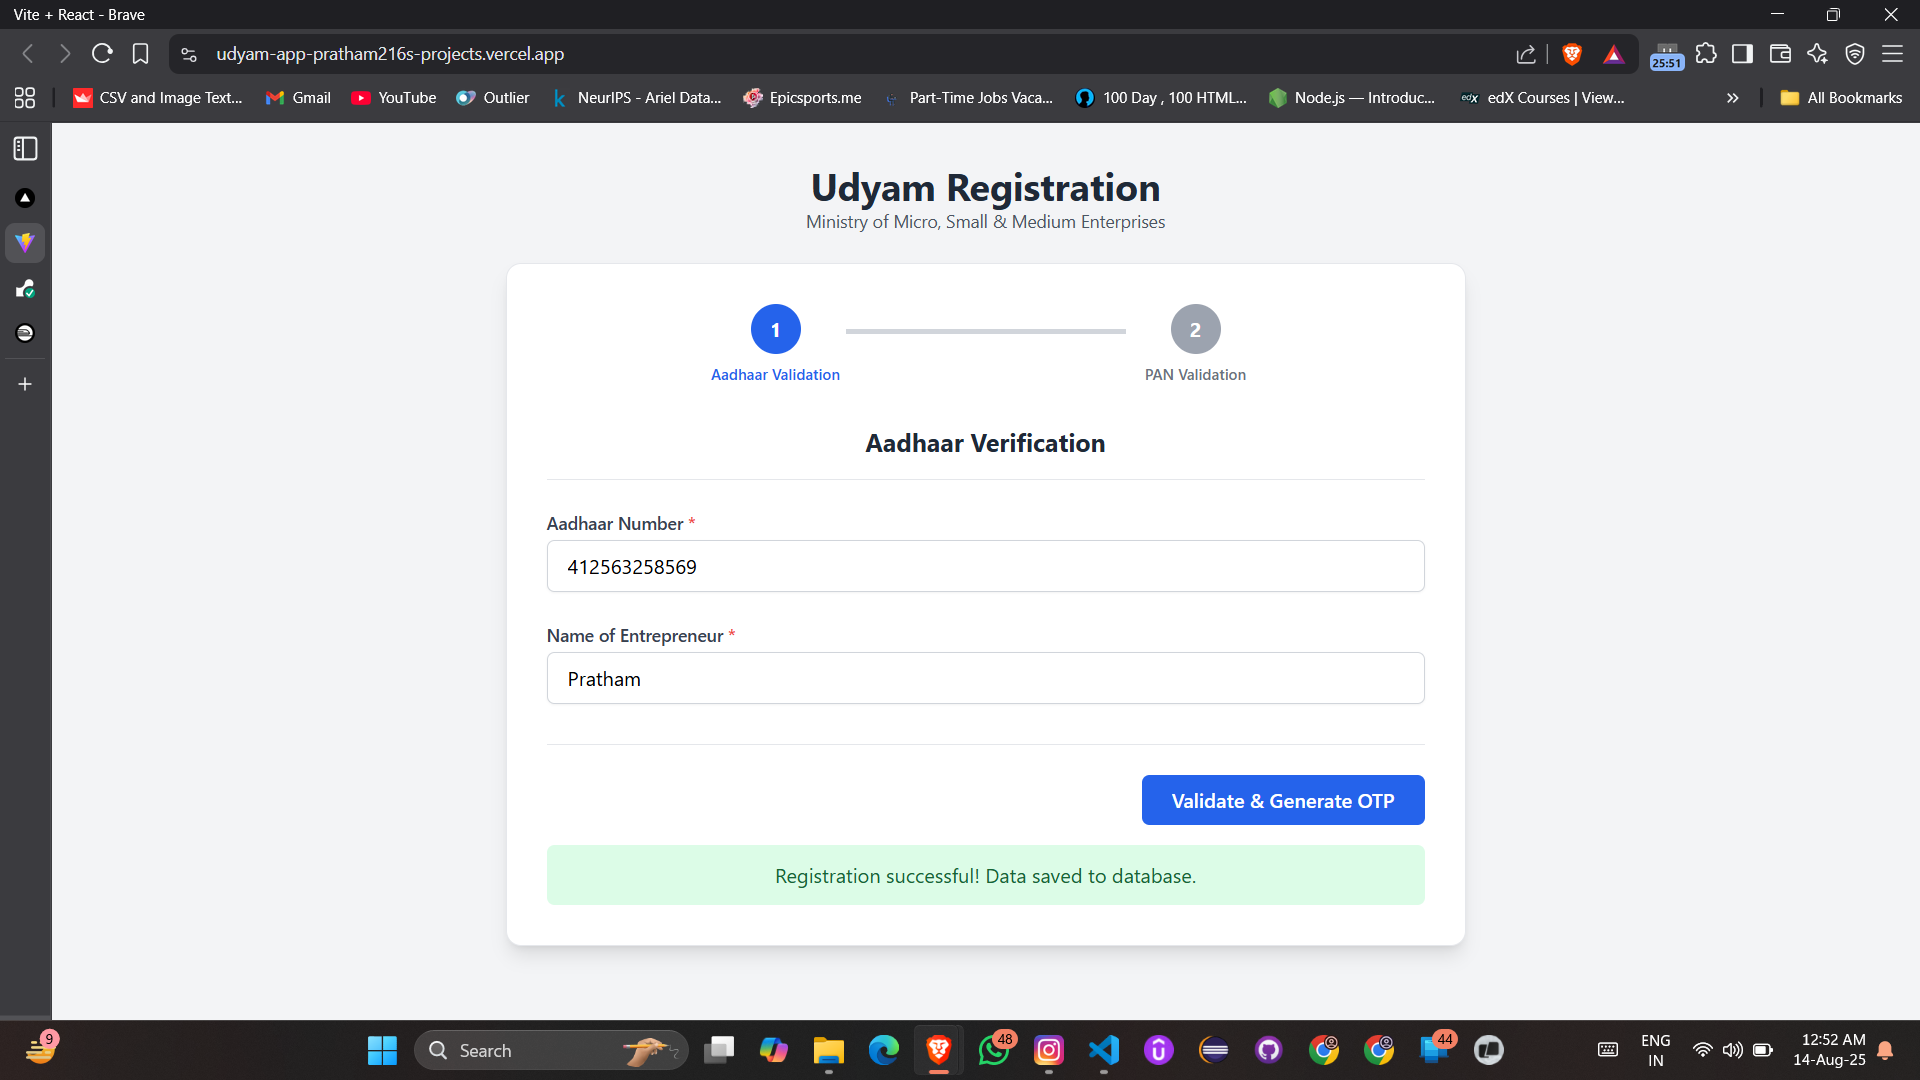 Vite + React - Brave
udyam-app-pratham216s-projects.vercel.app
25:51
CSV and Image Text...
Gmail
YouTube
Outlier
NeurIPS - Ariel Data...
Epicsports.me
Part-Time Jobs Vaca...
100 Day , 100 HTML...
Node.js — Introduc...
edX Courses | View...
All Bookmarks
Udyam Registration
Ministry of Micro, Small & Medium Enterprises
1
2
Aadhaar Validation
PAN Validation
Aadhaar Verification
Aadhaar Number *
412563258569
Name of Entrepreneur *
Pratham
Validate & Generate OTP
Registration successful! Data saved to database.
9
Search
48
44
ENG
IN
12:52 AM
14-Aug-25